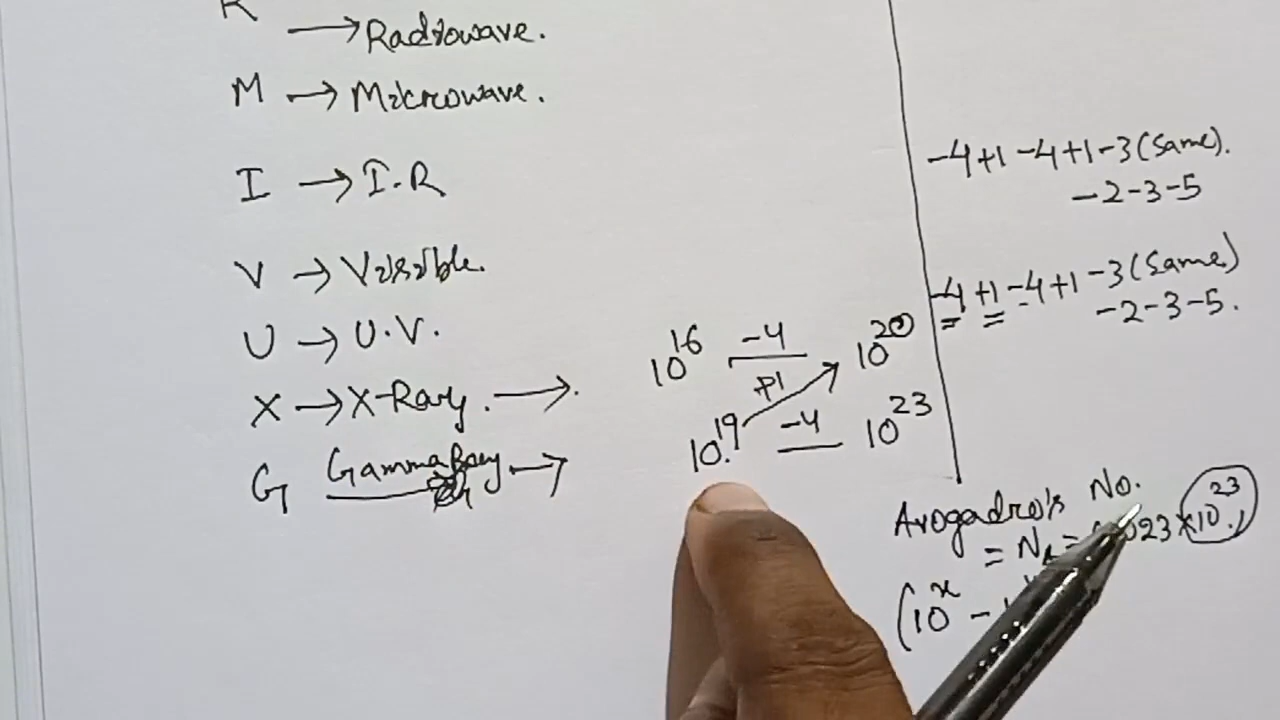 R → Radiowave.
M → Microwave.
I → I.R
V → Visible.
U → U.V.
X → X-Ray. →
G Gamma Ray →
10^16 -4 10^20
+1
10^19 -4 10^23
-4+1-4+1-3 (Same).
-2-3-5
-4+1-4+1-3 (Same)
-2-3-5.
Avogadro's No.
= NA = 023×10^23
(10^x -